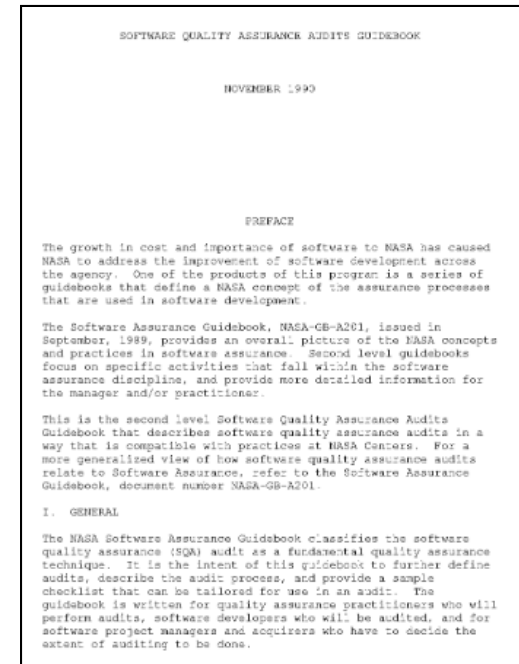 SOFTWARE QUALITY ASSURANCE AUDITS GUIDEBOOK
NOVEMBER 1990
PREFACE
The growth in cost and importance of software to NASA has caused
NASA to address the improvement of software development across
the agency. One of the products of this program is a series of
guidebooks that define a NASA concept of the assurance processes
that are used in software development.
The Software Assurance Guidebook, NASA-GB-A201, issued in
September, 1989, provides an overall picture of the NASA concepts
and practices in software assurance. Second level guidebooks
focus on specific activities that fall within the software
assurance discipline, and provide more detailed information for
the manager and/or practitioner.
This is the second level Software Quality Assurance Audits
Guidebook that describes software quality assurance audits in a
way that is compatible with practices at NASA Centers. For a
more generalized view of how software quality assurance audits
relate to Software Assurance, refer to the Software Assurance
Guidebook, document number NASA-GB-A201.
I. GENERAL
The NASA Software Assurance Guidebook classifies the software
quality assurance (SQA) audit as a fundamental quality assurance
technique. It is the intent of this guidebook to further define
audits, describe the audit process, and provide a sample
checklist that can be tailored for use in an audit. The
guidebook is written for quality assurance practitioners who will
perform audits, software developers who will be audited, and for
software project managers and acquirers who have to decide the
extent of auditing to be done.